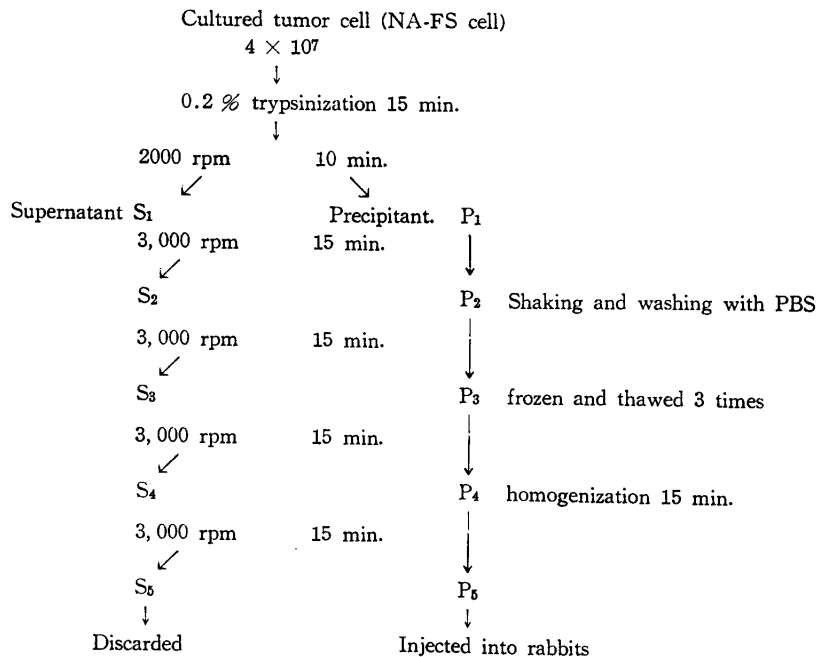 Cultured tumor cell (NA-FS cell)
4 × 10⁷
↓
0.2 % trypsinization 15 min.
↓
2000 rpm 10 min.
↙ ↘
Supernatant S₁ Precipitant. P₁
3,000 rpm 15 min.
↙ ↓
S₂ P₂ Shaking and washing with PBS
3,000 rpm 15 min.
↙ ↓
S₃ P₃ frozen and thawed 3 times
3,000 rpm 15 min.
↙ ↓
S₄ P₄ homogenization 15 min.
3,000 rpm 15 min.
↙ ↓
S₅ P₅
↓ ↓
Discarded Injected into rabbits